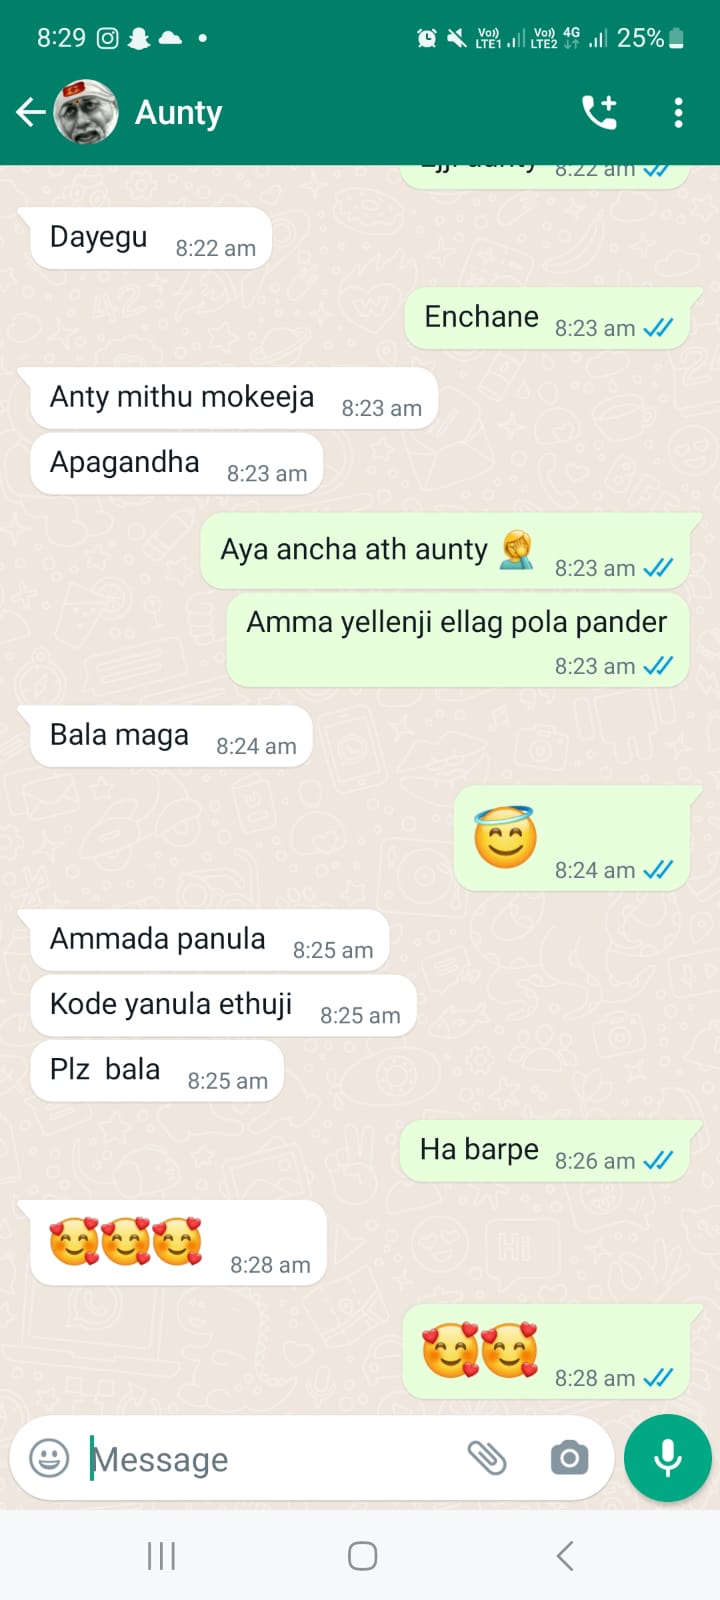 8:29
Vo)) LTE1 Vo)) LTE2 4G 25%
Aunty
aunty 8:22 am
Dayegu 8:22 am
Enchane 8:23 am
Anty mithu mokeeja 8:23 am
Apagandha 8:23 am
Aya ancha ath aunty 🤦 8:23 am
Amma yellenji ellag pola pander
8:23 am
Bala maga 8:24 am
😇 8:24 am
Ammada panula 8:25 am
Kode yanula ethuji 8:25 am
Plz bala 8:25 am
Ha barpe 8:26 am
🥰🥰🥰 8:28 am
🥰🥰 8:28 am
Message